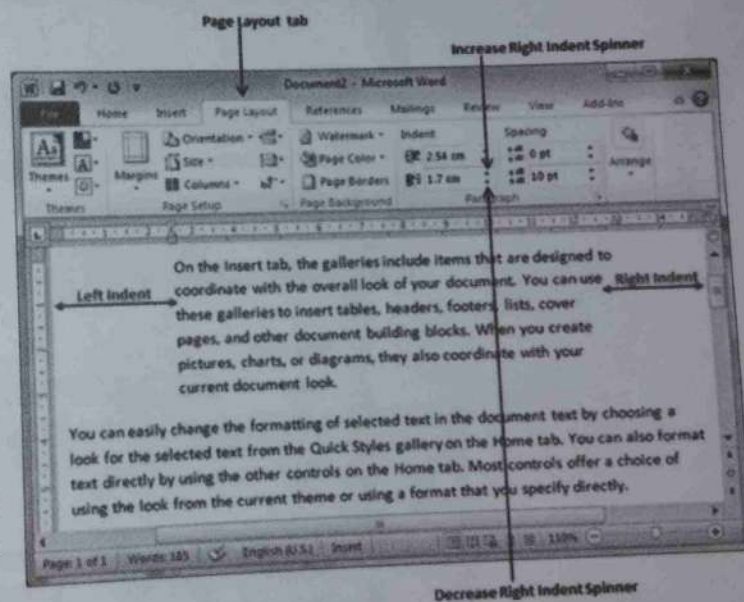 Page Layout tab
Increase Right Indent Spinner
Document2 - Microsoft Word
File Home Insert Page Layout References Mailings Review View Add-Ins
Orientation Watermark Indent Spacing
Size Page Color 2.54 cm 0 pt
Themes Margins Columns Page Borders 1.7 cm 10 pt Arrange
Themes Page Setup Page Background Paragraph
On the Insert tab, the galleries include items that are designed to
coordinate with the overall look of your document. You can use
Left Indent Right Indent
these galleries to insert tables, headers, footers, lists, cover
pages, and other document building blocks. When you create
pictures, charts, or diagrams, they also coordinate with your
current document look.
You can easily change the formatting of selected text in the document text by choosing a
look for the selected text from the Quick Styles gallery on the Home tab. You can also format
text directly by using the other controls on the Home tab. Most controls offer a choice of
using the look from the current theme or using a format that you specify directly.
Page: 1 of 1 Words: 165 English (U.S.) Insert 110%
Decrease Right Indent Spinner